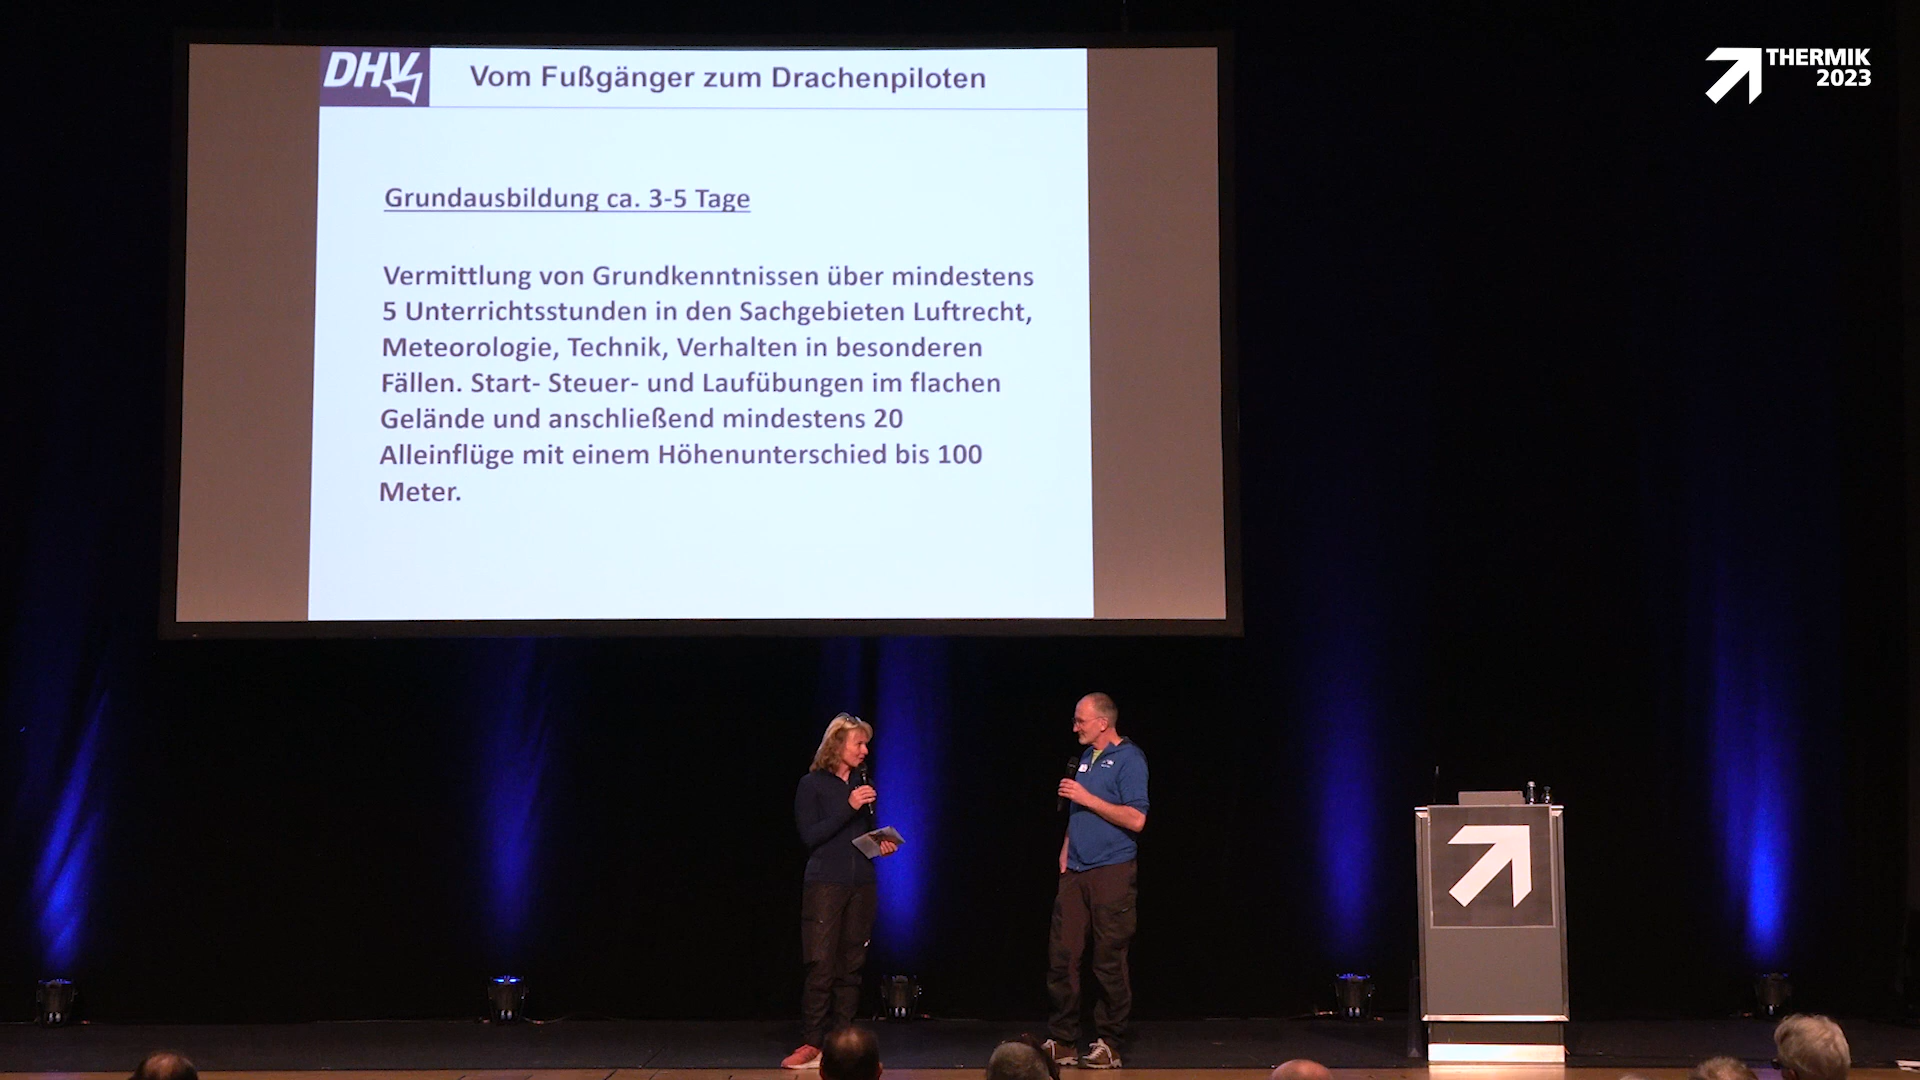 DHV
Vom Fußgänger zum Drachenpiloten
THERMIK
2023
Grundausbildung ca. 3-5 Tage
Vermittlung von Grundkenntnissen über mindestens
5 Unterrichtsstunden in den Sachgebieten Luftrecht,
Meteorologie, Technik, Verhalten in besonderen
Fällen. Start- Steuer- und Laufübungen im flachen
Gelände und anschließend mindestens 20
Alleinflüge mit einem Höhenunterschied bis 100
Meter.